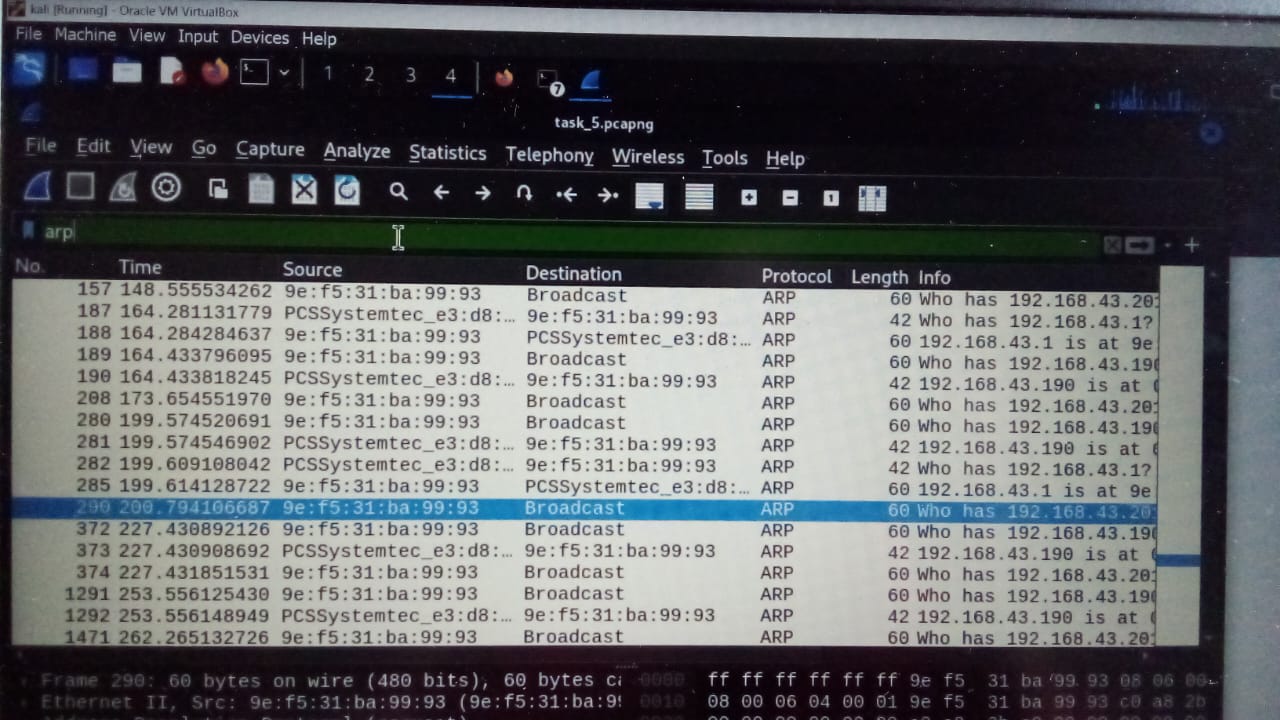 kali [Running] - Oracle VM VirtualBox
File Machine View Input Devices Help
1 2 3 4 7
task_5.pcapng
File Edit View Go Capture Analyze Statistics Telephony Wireless Tools Help
arp
No. Time Source Destination Protocol Length Info
157 148.555534262 9e:f5:31:ba:99:93 Broadcast ARP 60 Who has 192.168.43.20
187 164.281131779 PCSSystemtec_e3:d8:… 9e:f5:31:ba:99:93 ARP 42 Who has 192.168.43.1?
188 164.284284637 9e:f5:31:ba:99:93 PCSSystemtec_e3:d8:… ARP 60 192.168.43.1 is at 9e
189 164.433796095 9e:f5:31:ba:99:93 Broadcast ARP 60 Who has 192.168.43.190
190 164.433818245 PCSSystemtec_e3:d8:… 9e:f5:31:ba:99:93 ARP 42 192.168.43.190 is at
208 173.654551970 9e:f5:31:ba:99:93 Broadcast ARP 60 Who has 192.168.43.20
280 199.574520691 9e:f5:31:ba:99:93 Broadcast ARP 60 Who has 192.168.43.190
281 199.574546902 PCSSystemtec_e3:d8:… 9e:f5:31:ba:99:93 ARP 42 192.168.43.190 is at
282 199.609108042 PCSSystemtec_e3:d8:… 9e:f5:31:ba:99:93 ARP 42 Who has 192.168.43.1?
285 199.614128722 9e:f5:31:ba:99:93 PCSSystemtec_e3:d8:… ARP 60 192.168.43.1 is at 9e
290 200.794106687 9e:f5:31:ba:99:93 Broadcast ARP 60 Who has 192.168.43.20
372 227.430892126 9e:f5:31:ba:99:93 Broadcast ARP 60 Who has 192.168.43.190
373 227.430908692 PCSSystemtec_e3:d8:… 9e:f5:31:ba:99:93 ARP 42 192.168.43.190 is at
374 227.431851531 9e:f5:31:ba:99:93 Broadcast ARP 60 Who has 192.168.43.20
1291 253.556125430 9e:f5:31:ba:99:93 Broadcast ARP 60 Who has 192.168.43.190
1292 253.556148949 PCSSystemtec_e3:d8:… 9e:f5:31:ba:99:93 ARP 42 192.168.43.190 is at
1471 262.265132726 9e:f5:31:ba:99:93 Broadcast ARP 60 Who has 192.168.43.20
Frame 290: 60 bytes on wire (480 bits), 60 bytes ca 0000 ff ff ff ff ff ff 9e f5 31 ba 99 93 08 06 00
Ethernet II, Src: 9e:f5:31:ba:99:93 (9e:f5:31:ba:9 0010 08 00 06 04 00 01 9e f5 31 ba 99 93 c0 a8 2b